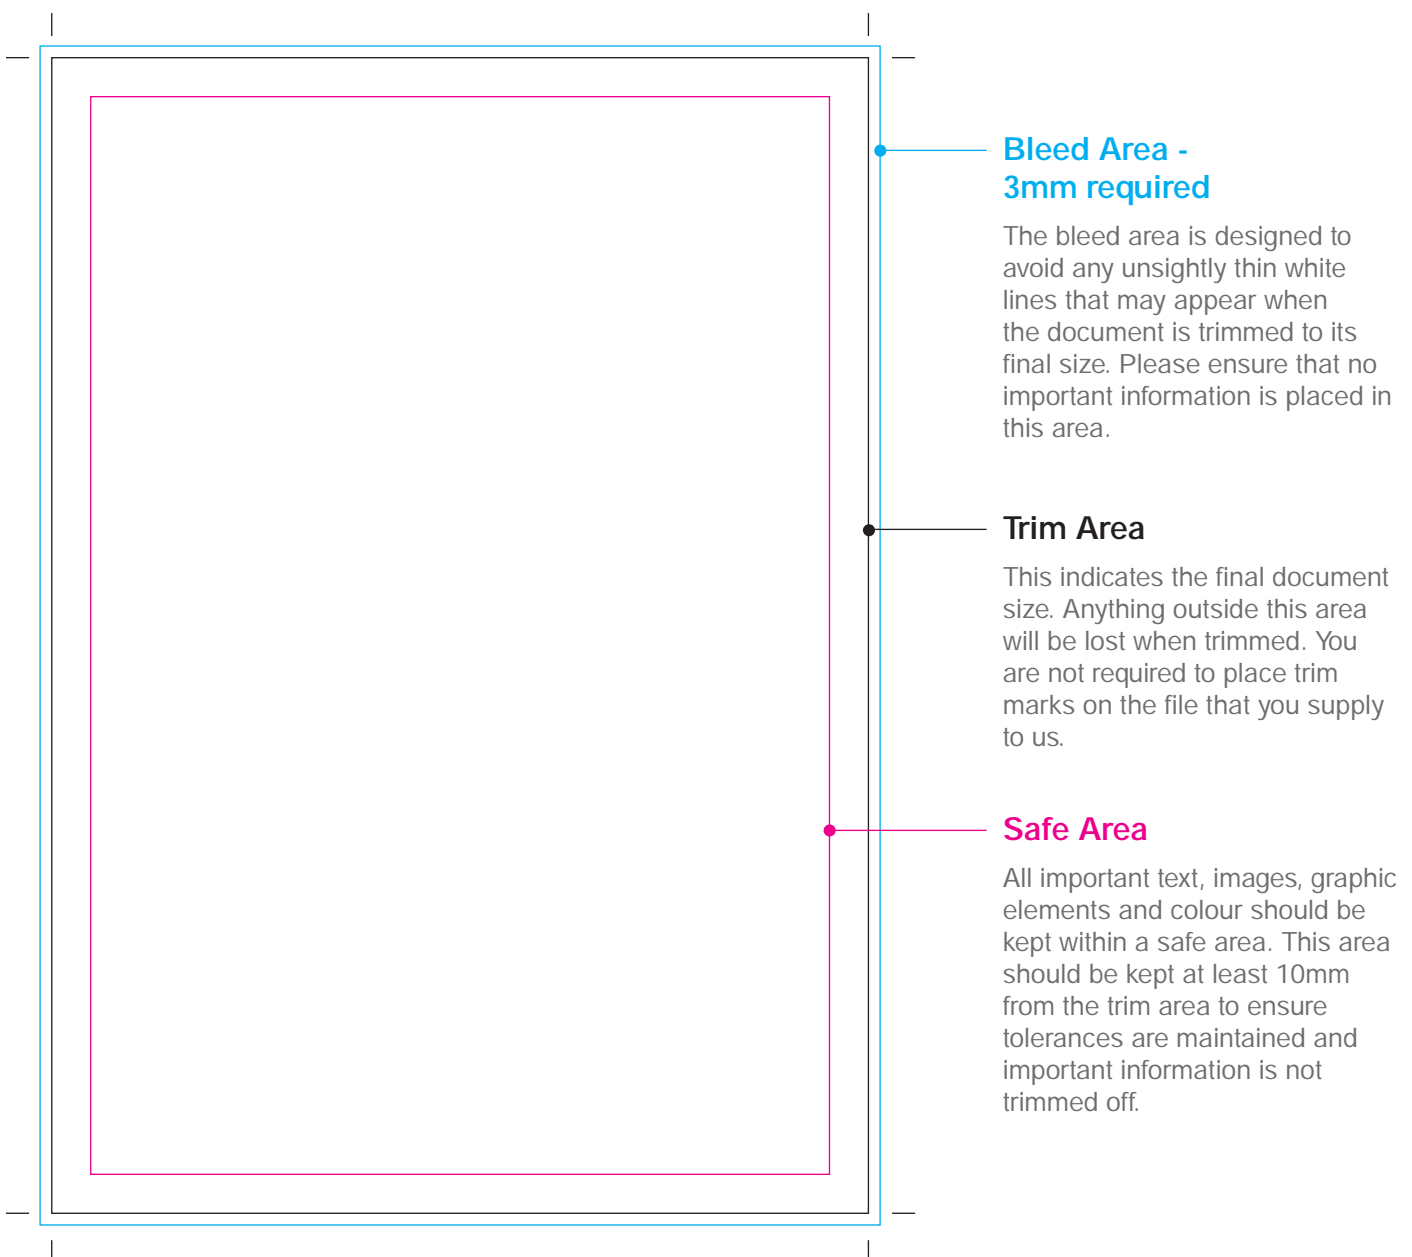 Bleed Area -
3mm required
The bleed area is designed to
avoid any unsightly thin white
lines that may appear when
the document is trimmed to its
final size. Please ensure that no
important information is placed in
this area.
Trim Area
This indicates the final document
size. Anything outside this area
will be lost when trimmed. You
are not required to place trim
marks on the file that you supply
to us.
Safe Area
All important text, images, graphic
elements and colour should be
kept within a safe area. This area
should be kept at least 10mm
from the trim area to ensure
tolerances are maintained and
important information is not
trimmed off.